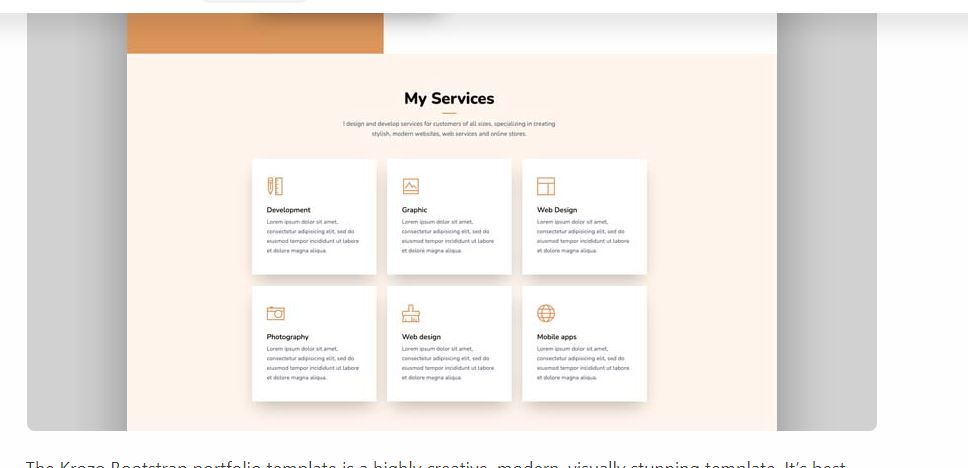 My Services
I design and develop services for customers of all sizes, specializing in creating
stylish, modern websites, web services and online stores.
Development
Lorem ipsum dolor sit amet,
consectetur adipisicing elit, sed do
eiusmod tempor incididunt ut labore
et dolore magna aliqua.
Graphic
Lorem ipsum dolor sit amet,
consectetur adipisicing elit, sed do
eiusmod tempor incididunt ut labore
et dolore magna aliqua.
Web Design
Lorem ipsum dolor sit amet,
consectetur adipisicing elit, sed do
eiusmod tempor incididunt ut labore
et dolore magna aliqua.
Photography
Lorem ipsum dolor sit amet,
consectetur adipisicing elit, sed do
eiusmod tempor incididunt ut labore
et dolore magna aliqua.
Web design
Lorem ipsum dolor sit amet,
consectetur adipisicing elit, sed do
eiusmod tempor incididunt ut labore
et dolore magna aliqua.
Mobile apps
Lorem ipsum dolor sit amet,
consectetur adipisicing elit, sed do
eiusmod tempor incididunt ut labore
et dolore magna aliqua.
The Krozo Bootstrap portfolio template is a highly creative, modern, visually stunning template. It's best